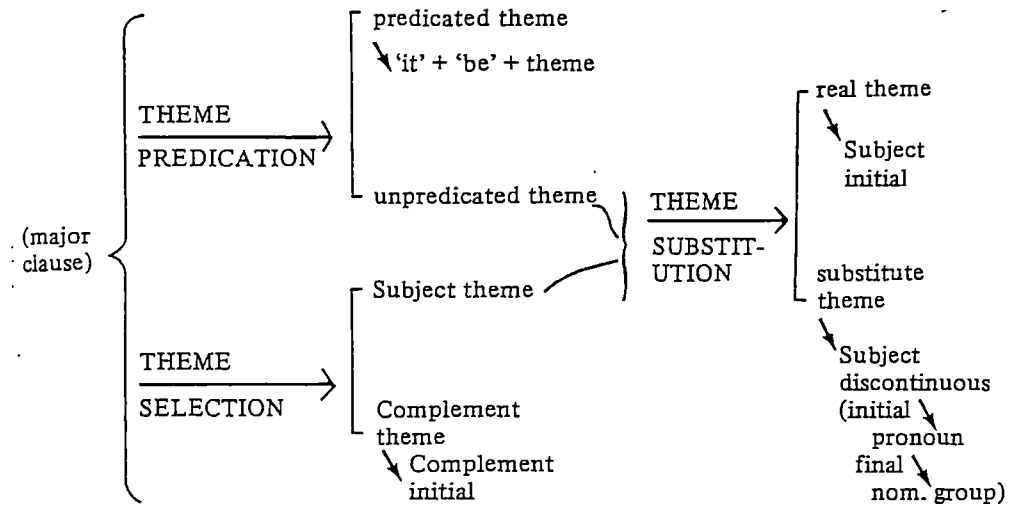 predicated theme
'it' + 'be' + theme
THEME
PREDICATION
unpredicated theme
(major
clause)
Subject theme
THEME
SELECTION
Complement
theme
Complement
initial
THEME
SUBSTIT-
UTION
real theme
Subject
initial
substitute
theme
Subject
discontinuous
(initial
pronoun
final
nom. group)